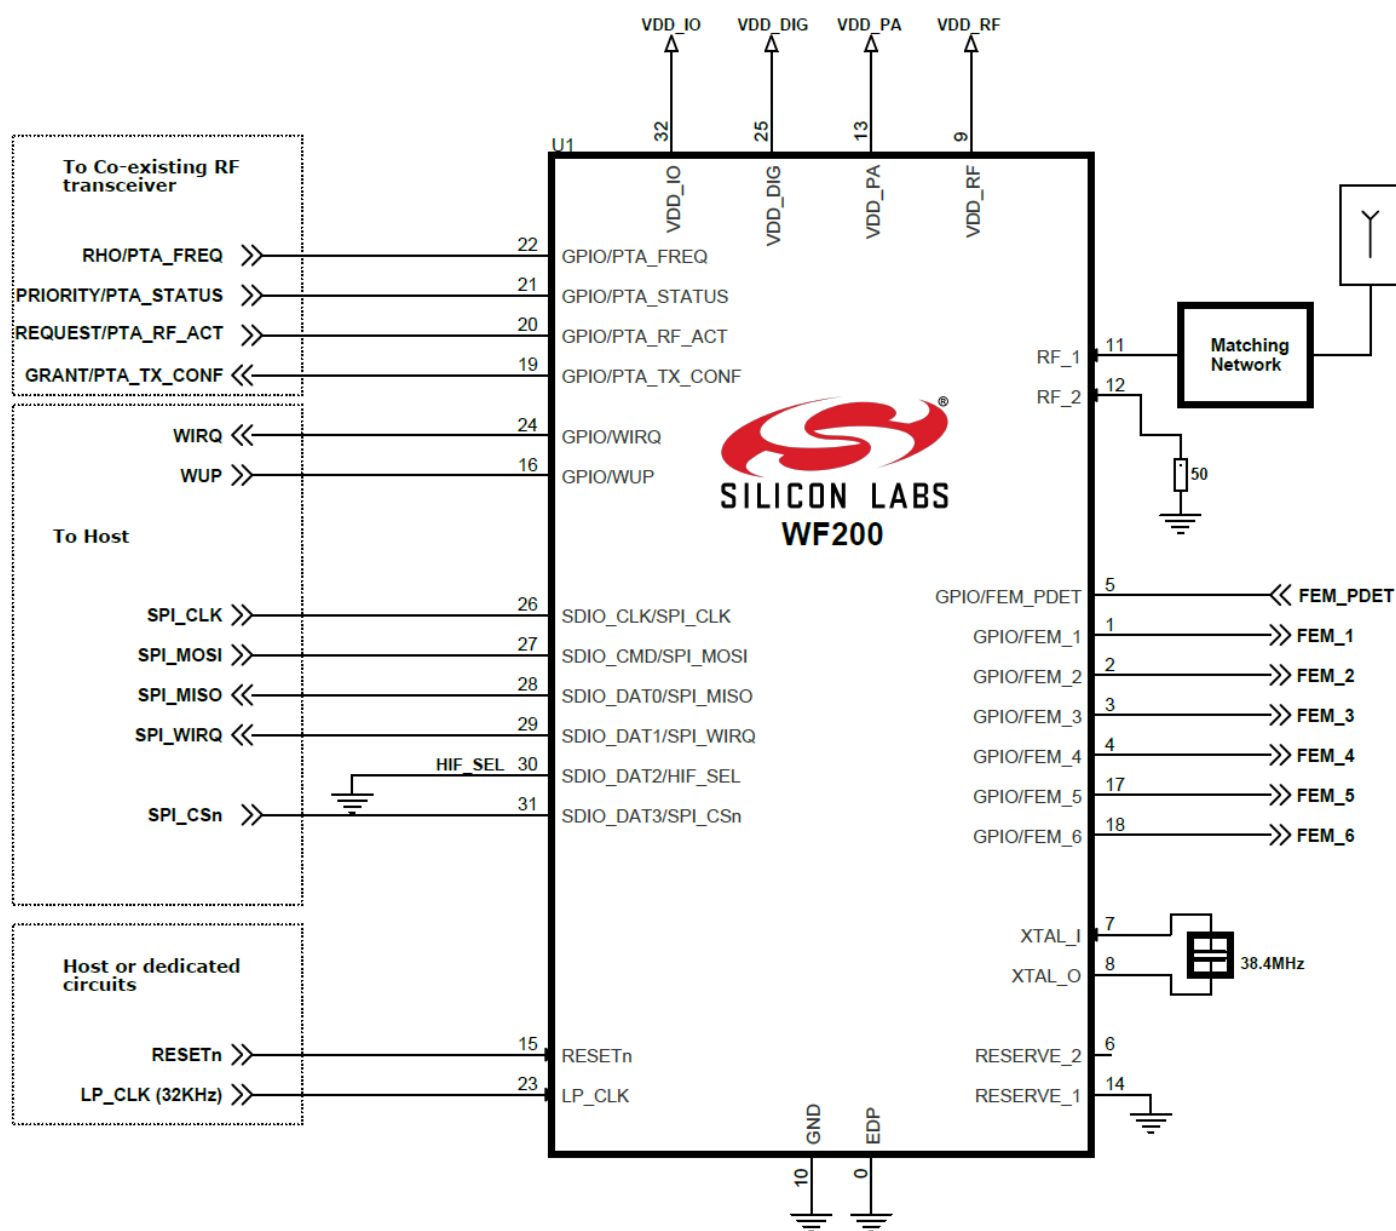 VDD_IO VDD_DIG VDD_PA VDD_RF
32 25 13 9
U1
VDD_IO VDD_DIG VDD_PA VDD_RF
To Co-existing RF
transceiver
RHO/PTA_FREQ 22 GPIO/PTA_FREQ
PRIORITY/PTA_STATUS 21 GPIO/PTA_STATUS
REQUEST/PTA_RF_ACT 20 GPIO/PTA_RF_ACT
GRANT/PTA_TX_CONF 19 GPIO/PTA_TX_CONF
WIRQ 24 GPIO/WIRQ
WUP 16 GPIO/WUP
To Host
SPI_CLK 26 SDIO_CLK/SPI_CLK
SPI_MOSI 27 SDIO_CMD/SPI_MOSI
SPI_MISO 28 SDIO_DAT0/SPI_MISO
SPI_WIRQ 29 SDIO_DAT1/SPI_WIRQ
HIF_SEL 30 SDIO_DAT2/HIF_SEL
SPI_CSn 31 SDIO_DAT3/SPI_CSn
Host or dedicated
circuits
RESETn 15 RESETn
LP_CLK (32KHz) 23 LP_CLK
®
SILICON LABS
WF200
RF_1 11
Matching
Network
RF_2 12
50
GPIO/FEM_PDET 5 FEM_PDET
GPIO/FEM_1 1 FEM_1
GPIO/FEM_2 2 FEM_2
GPIO/FEM_3 3 FEM_3
GPIO/FEM_4 4 FEM_4
GPIO/FEM_5 17 FEM_5
GPIO/FEM_6 18 FEM_6
XTAL_I 7
38.4MHz
XTAL_O 8
RESERVE_2 6
RESERVE_1 14
GND EDP
10 0